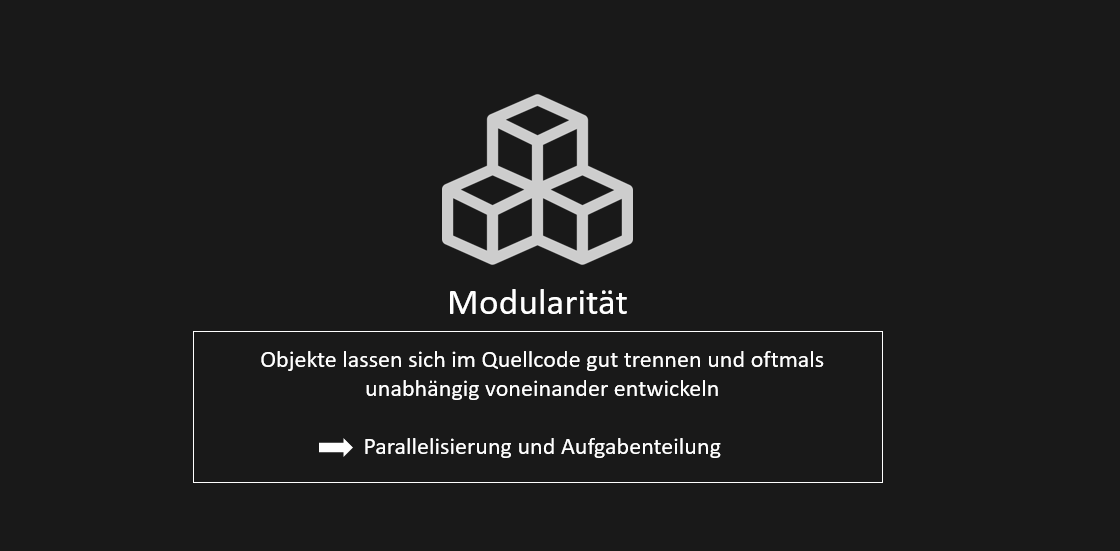 Modularität
Objekte lassen sich im Quellcode gut trennen und oftmals
unabhängig voneinander entwickeln
Parallelisierung und Aufgabenteilung